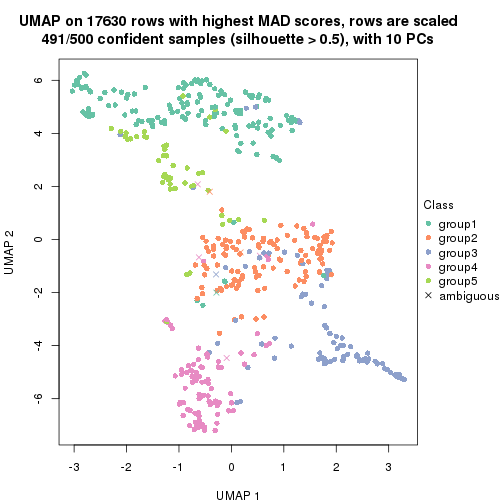 UMAP on 17630 rows with highest MAD scores, rows are scaled
491/500 confident samples (silhouette > 0.5), with 10 PCs
6
4
2
0
-2
-4
-6
UMAP 2
-3
-2
-1
0
1
2
3
UMAP 1
Class
group1
group2
group3
group4
group5
ambiguous